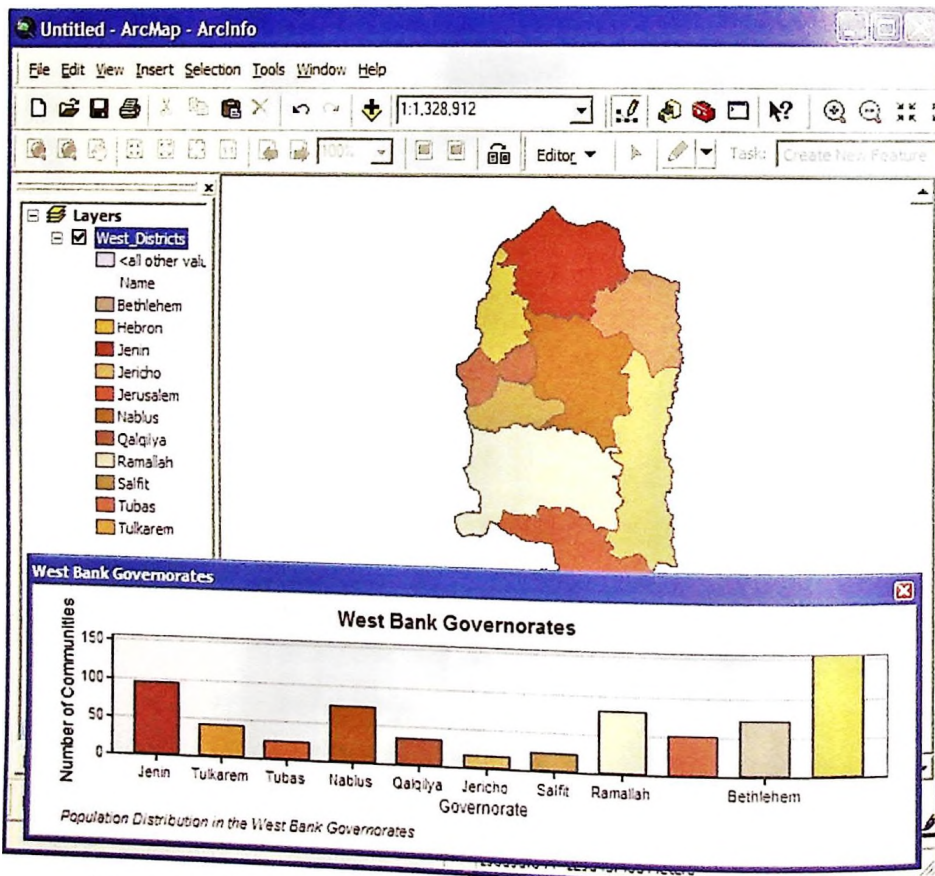 Untitled - ArcMap - ArcInfo
File Edit View Insert Selection Tools Window Help
1:1,328,912
100%
Editor
Task: Create New Feature
Layers
West_Districts
<all other valu
Name
Bethlehem
Hebron
Jenin
Jericho
Jerusalem
Nablus
Qalqiliya
Ramallah
Salfit
Tubas
Tulkarem
West Bank Governorates
West Bank Governorates
Number of Communities
150
100
50
0
Jenin Tulkarem Tubas Nablus Qalqilya Jericho Salfit Ramallah Bethlehem
Governorate
Population Distribution in the West Bank Governorates